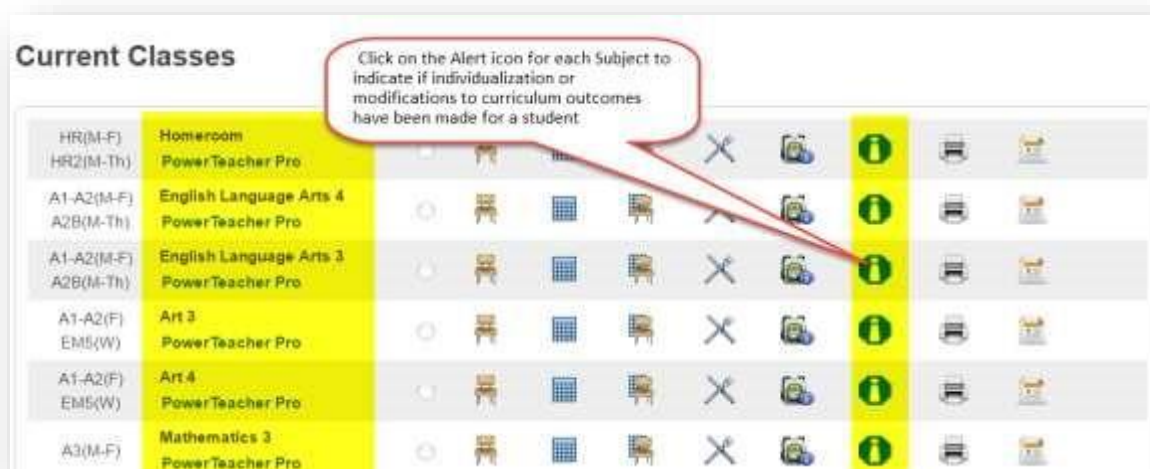 Current Classes
Click on the Alert icon for each Subject to
indicate if individualization or
modifications to curriculum outcomes
have been made for a student
HR(M-F)
HR2(M-Th)
Homeroom
PowerTeacher Pro
A1-A2(M-F)
A2B(M-Th)
English Language Arts 4
PowerTeacher Pro
A1-A2(M-F)
A2B(M-Th)
English Language Arts 3
PowerTeacher Pro
A1-A2(F)
EM5(W)
Art 3
PowerTeacher Pro
A1-A2(F)
EM5(W)
Art 4
PowerTeacher Pro
A3(M-F)
Mathematics 3
PowerTeacher Pro